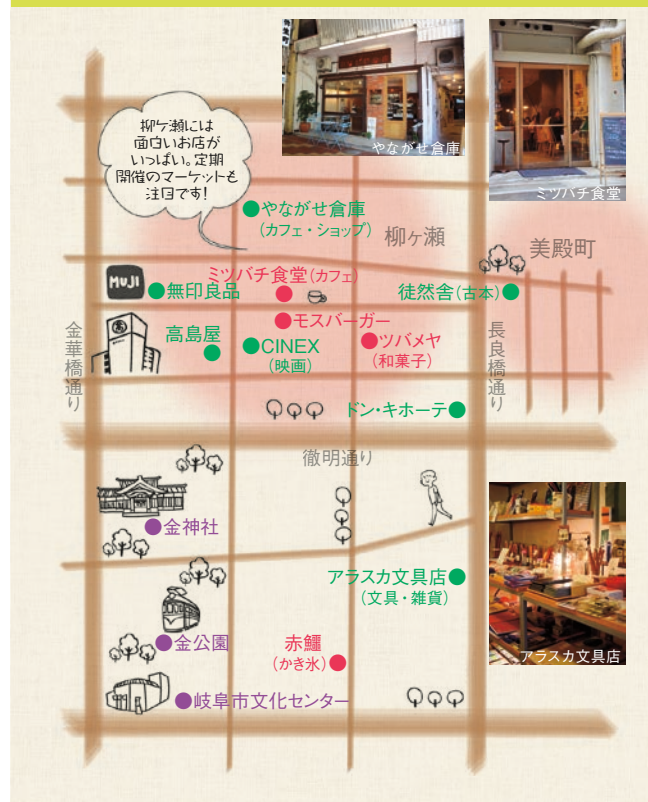 柳ケ瀬には
面白いお店が
いっぱい。定期
開催のマーケットも
注目です!
やながせ倉庫
ミツバチ食堂
やながせ倉庫
(カフェ・ショップ)
柳ヶ瀬
美殿町
MUJI
無印良品
ミツバチ食堂(カフェ)
徒然舎(古本)
モスバーガー
金華橋通り
高島屋
CINEX
(映画)
ツバメヤ
(和菓子)
長良橋通り
ドン・キホーテ
徹明通り
金神社
アラスカ文具店
(文具・雑貨)
金公園
赤鰐
(かき氷)
アラスカ文具店
岐阜市文化センター